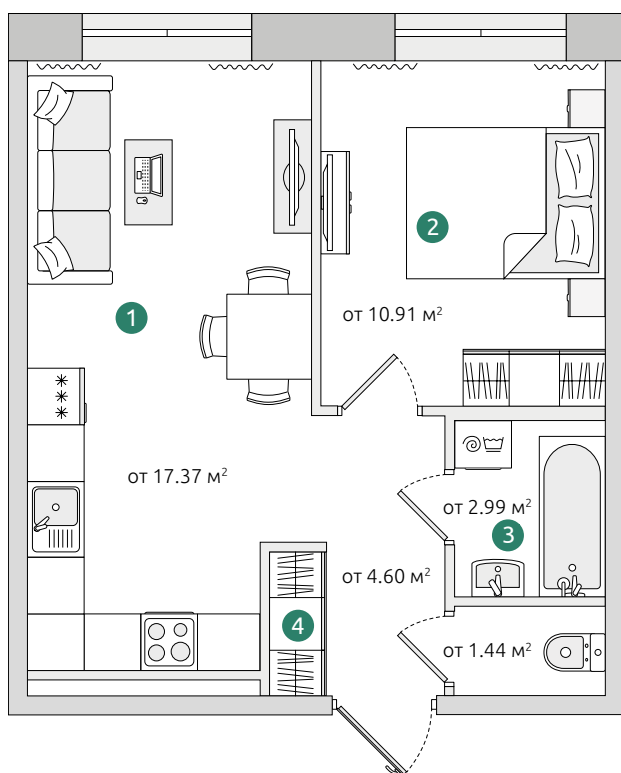 2
1
от 10.91 м²
от 17.37 м²
от 2.99 м²
3
от 4.60 м²
4
от 1.44 м²